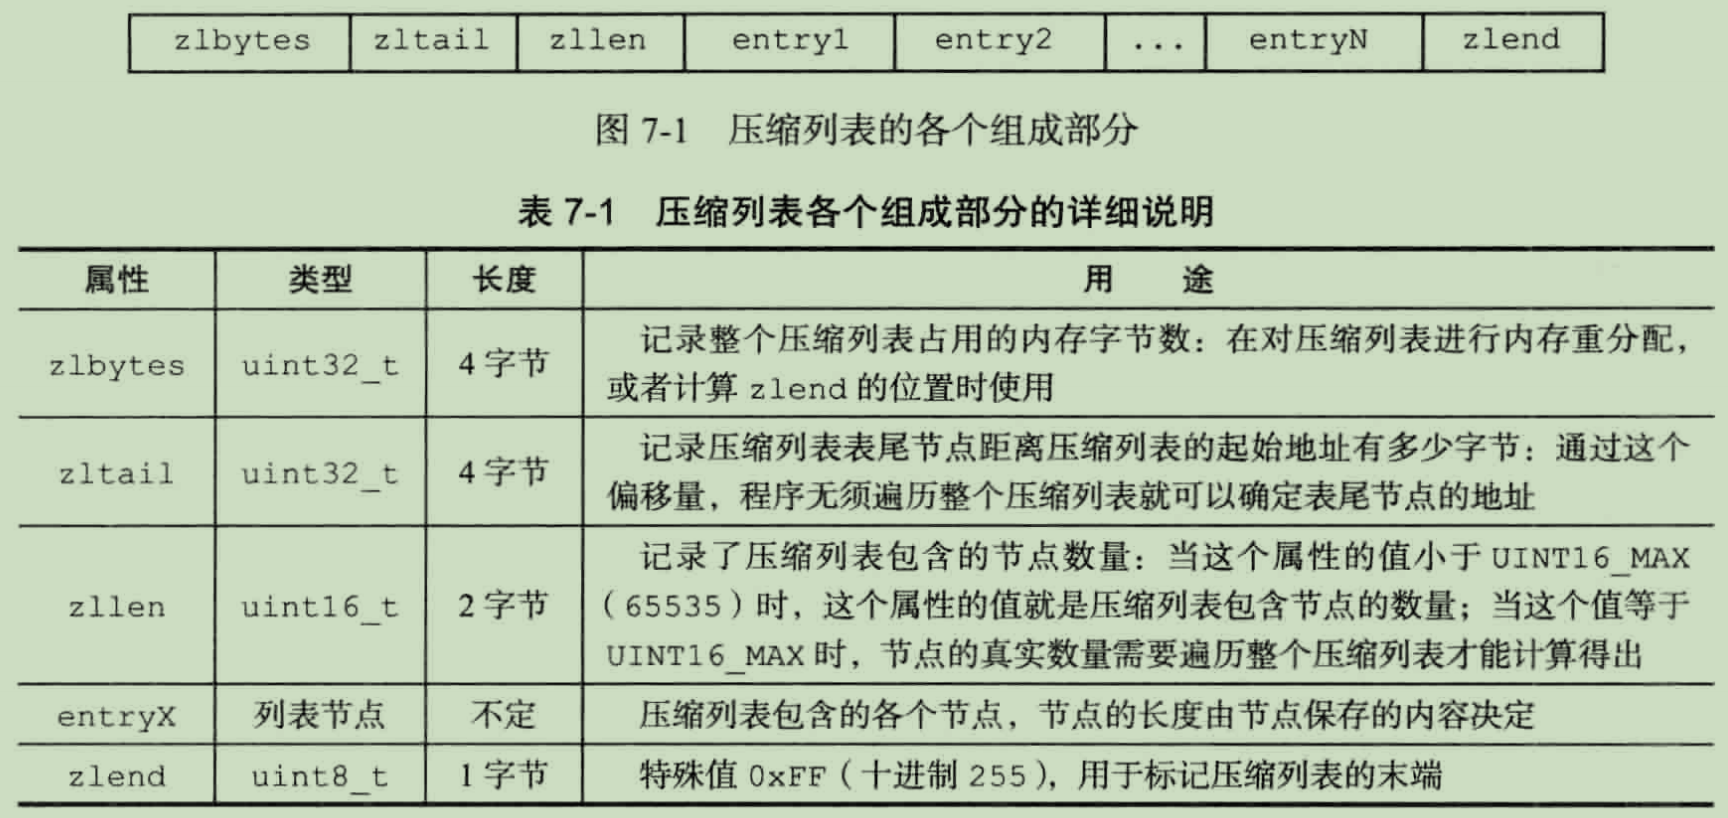 zlbytes zltail zllen entry1 entry2 ... entryN zlend
图 7-1 压缩列表的各个组成部分
表 7-1 压缩列表各个组成部分的详细说明
属性 类型 长度 用 途
zlbytes uint32_t 4 字节 记录整个压缩列表占用的内存字节数：在对压缩列表进行内存重分配，
或者计算 zlend 的位置时使用
zltail uint32_t 4 字节 记录压缩列表表尾节点距离压缩列表的起始地址有多少字节：通过这个
偏移量，程序无须遍历整个压缩列表就可以确定表尾节点的地址
zllen uint16_t 2 字节 记录了压缩列表包含的节点数量：当这个属性的值小于 UINT16_MAX
（65535）时，这个属性的值就是压缩列表包含节点的数量；当这个值等于
UINT16_MAX 时，节点的真实数量需要遍历整个压缩列表才能计算得出
entryX 列表节点 不定 压缩列表包含的各个节点，节点的长度由节点保存的内容决定
zlend uint8_t 1 字节 特殊值 0xFF（十进制 255），用于标记压缩列表的末端